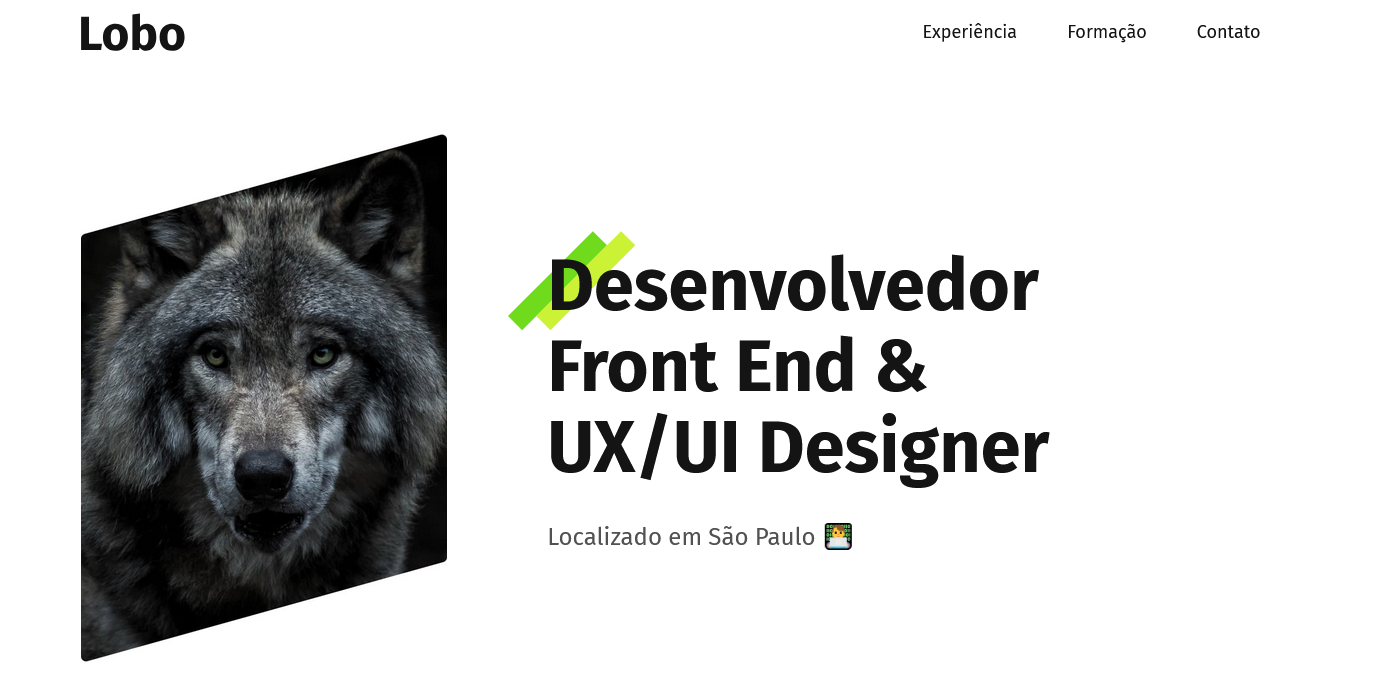 Lobo
Experiência
Formação
Contato
Desenvolvedor
Front End &
UX/UI Designer
Localizado em São Paulo 👨‍💻